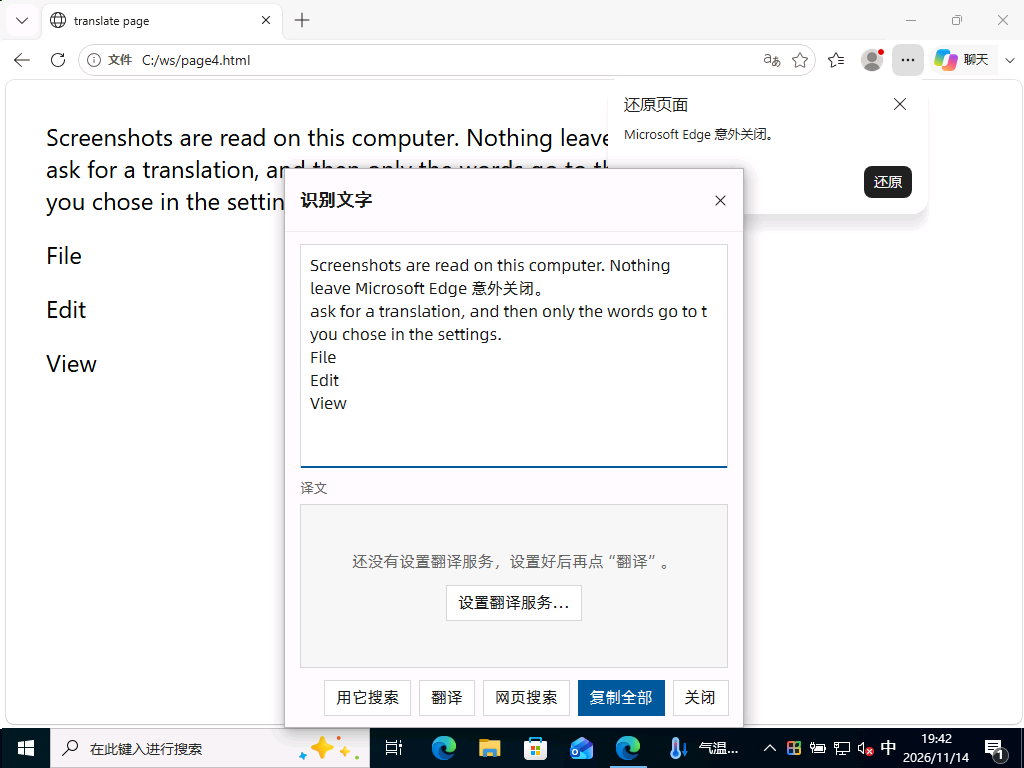 translate page
文件 C:/ws/page4.html
聊天
还原页面
Microsoft Edge 意外关闭。
还原
Screenshots are read on this computer. Nothing leave
ask for a translation, and then only the words go to th
you chose in the settin
File
Edit
View
识别文字
Screenshots are read on this computer. Nothing
leave Microsoft Edge 意外关闭。
ask for a translation, and then only the words go to t
you chose in the settings.
File
Edit
View
译文
还没有设置翻译服务，设置好后再点“翻译”。
设置翻译服务...
用它搜索 翻译 网页搜索 复制全部 关闭
在此键入进行搜索
气温...
中
19:42
2026/11/14
1